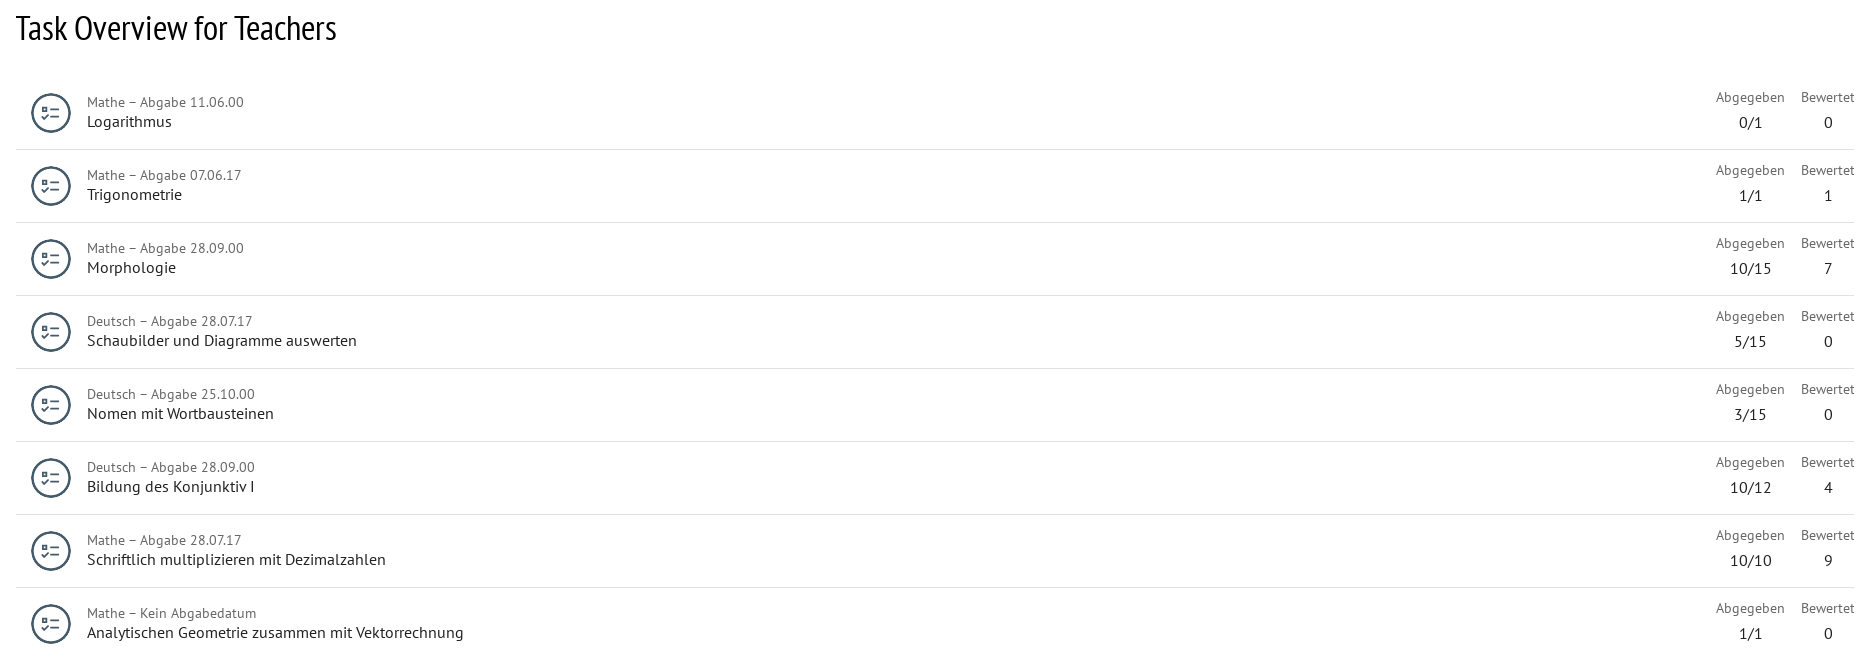 Task Overview for Teachers
Mathe – Abgabe 11.06.00
Logarithmus
Abgegeben Bewertet
0/1 0
Mathe – Abgabe 07.06.17
Trigonometrie
Abgegeben Bewertet
1/1 1
Mathe – Abgabe 28.09.00
Morphologie
Abgegeben Bewertet
10/15 7
Deutsch – Abgabe 28.07.17
Schaubilder und Diagramme auswerten
Abgegeben Bewertet
5/15 0
Deutsch – Abgabe 25.10.00
Nomen mit Wortbausteinen
Abgegeben Bewertet
3/15 0
Deutsch – Abgabe 28.09.00
Bildung des Konjunktiv I
Abgegeben Bewertet
10/12 4
Mathe – Abgabe 28.07.17
Schriftlich multiplizieren mit Dezimalzahlen
Abgegeben Bewertet
10/10 9
Mathe – Kein Abgabedatum
Analytischen Geometrie zusammen mit Vektorrechnung
Abgegeben Bewertet
1/1 0